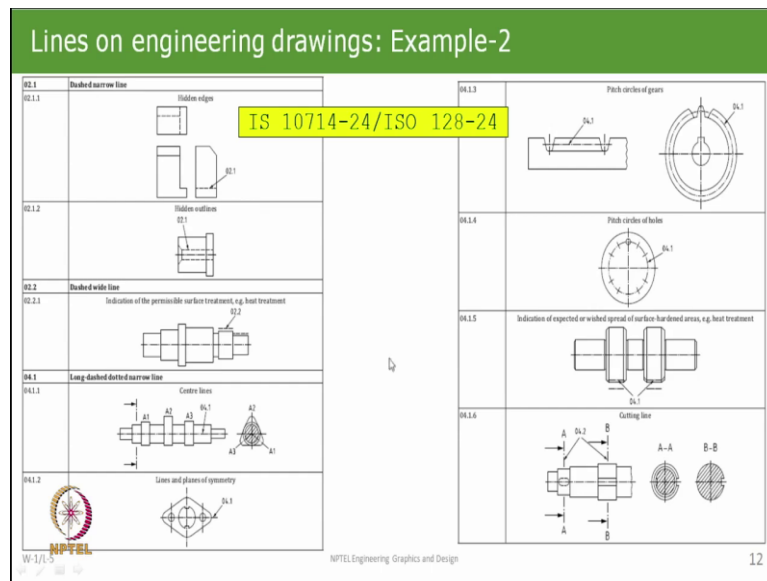 Lines on engineering drawings: Example-2
IS 10714-24/ISO 128-24
02.1 Dashed narrow line
02.1.1 Hidden edges
02.1
02.1.2 Hidden outlines
02.1
02.2 Dashed wide line
02.2.1 Indication of the permissible surface treatment, e.g. heat treatment
02.2
04.1 Long-dashed dotted narrow line
04.1.1 Centre lines
A1 A2 A3 04.1 A2
A3 A1
04.1.2 Lines and planes of symmetry
04.1
04.1.3 Pitch circles of gears
04.1 04.1
04.1.4 Pitch circles of holes
04.1
04.1.5 Indication of expected or wished spread of surface-hardened areas, e.g. heat treatment
04.1
04.1.6 Cutting line
A 04.2 B A-A B-B
A B
NPTEL
W-1/L-5 NPTEL Engineering Graphics and Design 12